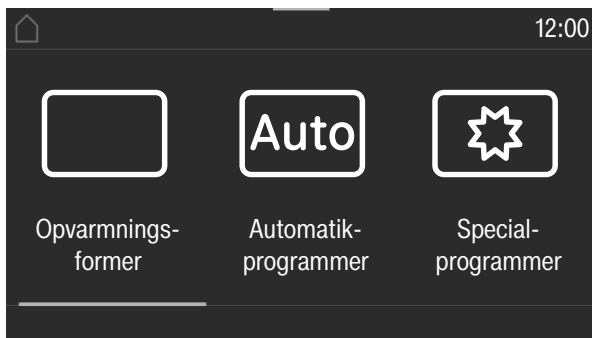 12:00
Auto
Opvarmnings-
former
Automatik-
programmer
Special-
programmer